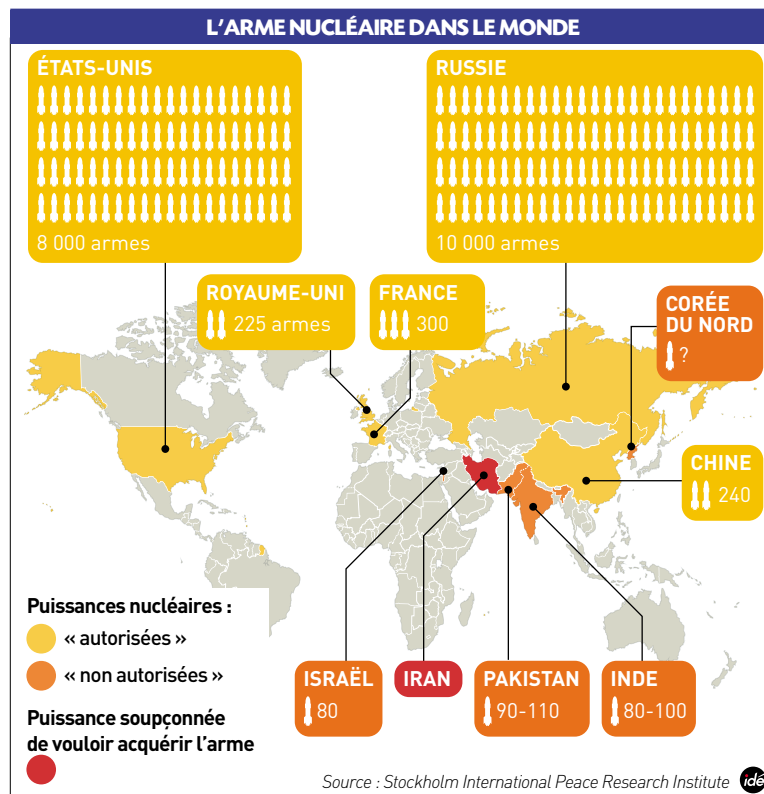 L'ARME NUCLÉAIRE DANS LE MONDE
ÉTATS-UNIS
8 000 armes
RUSSIE
10 000 armes
ROYAUME-UNI
225 armes
FRANCE
300
CORÉE
DU NORD
?
CHINE
240
Puissances nucléaires :
« autorisées »
« non autorisées »
Puissance soupçonnée
de vouloir acquérir l'arme
ISRAËL
80
IRAN
PAKISTAN
90-110
INDE
80-100
Source : Stockholm International Peace Research Institute
idé